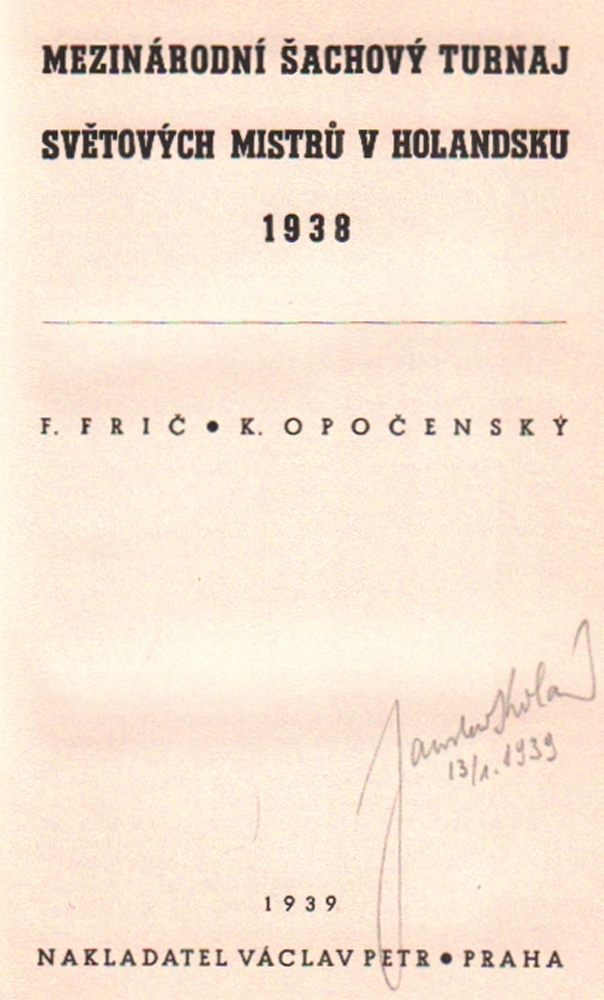 MEZINÁRODNÍ ŠACHOVÝ TURNAJ
SVĚTOVÝCH MISTRŮ V HOLANDSKU
1938
F. FRIČ • K. OPOČENSKÝ
13/1. 1939
1939
NAKLADATEL VÁCLAV PETR • PRAHA